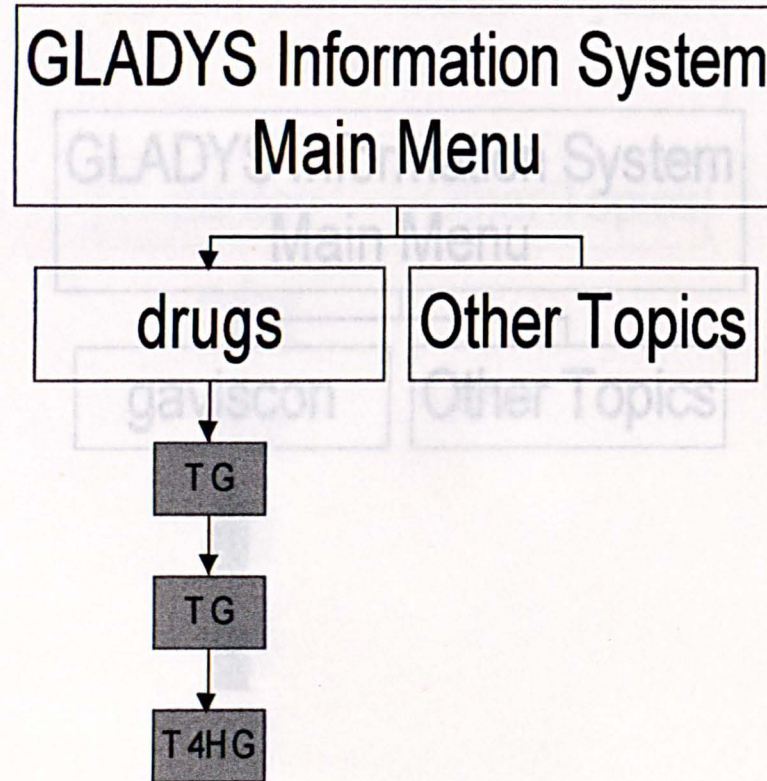 GLADYS Information System
Main Menu
drugs
Other Topics
TG
TG
T4HG
GLADYS Information System
Main Menu
gaviscon
Other Topics